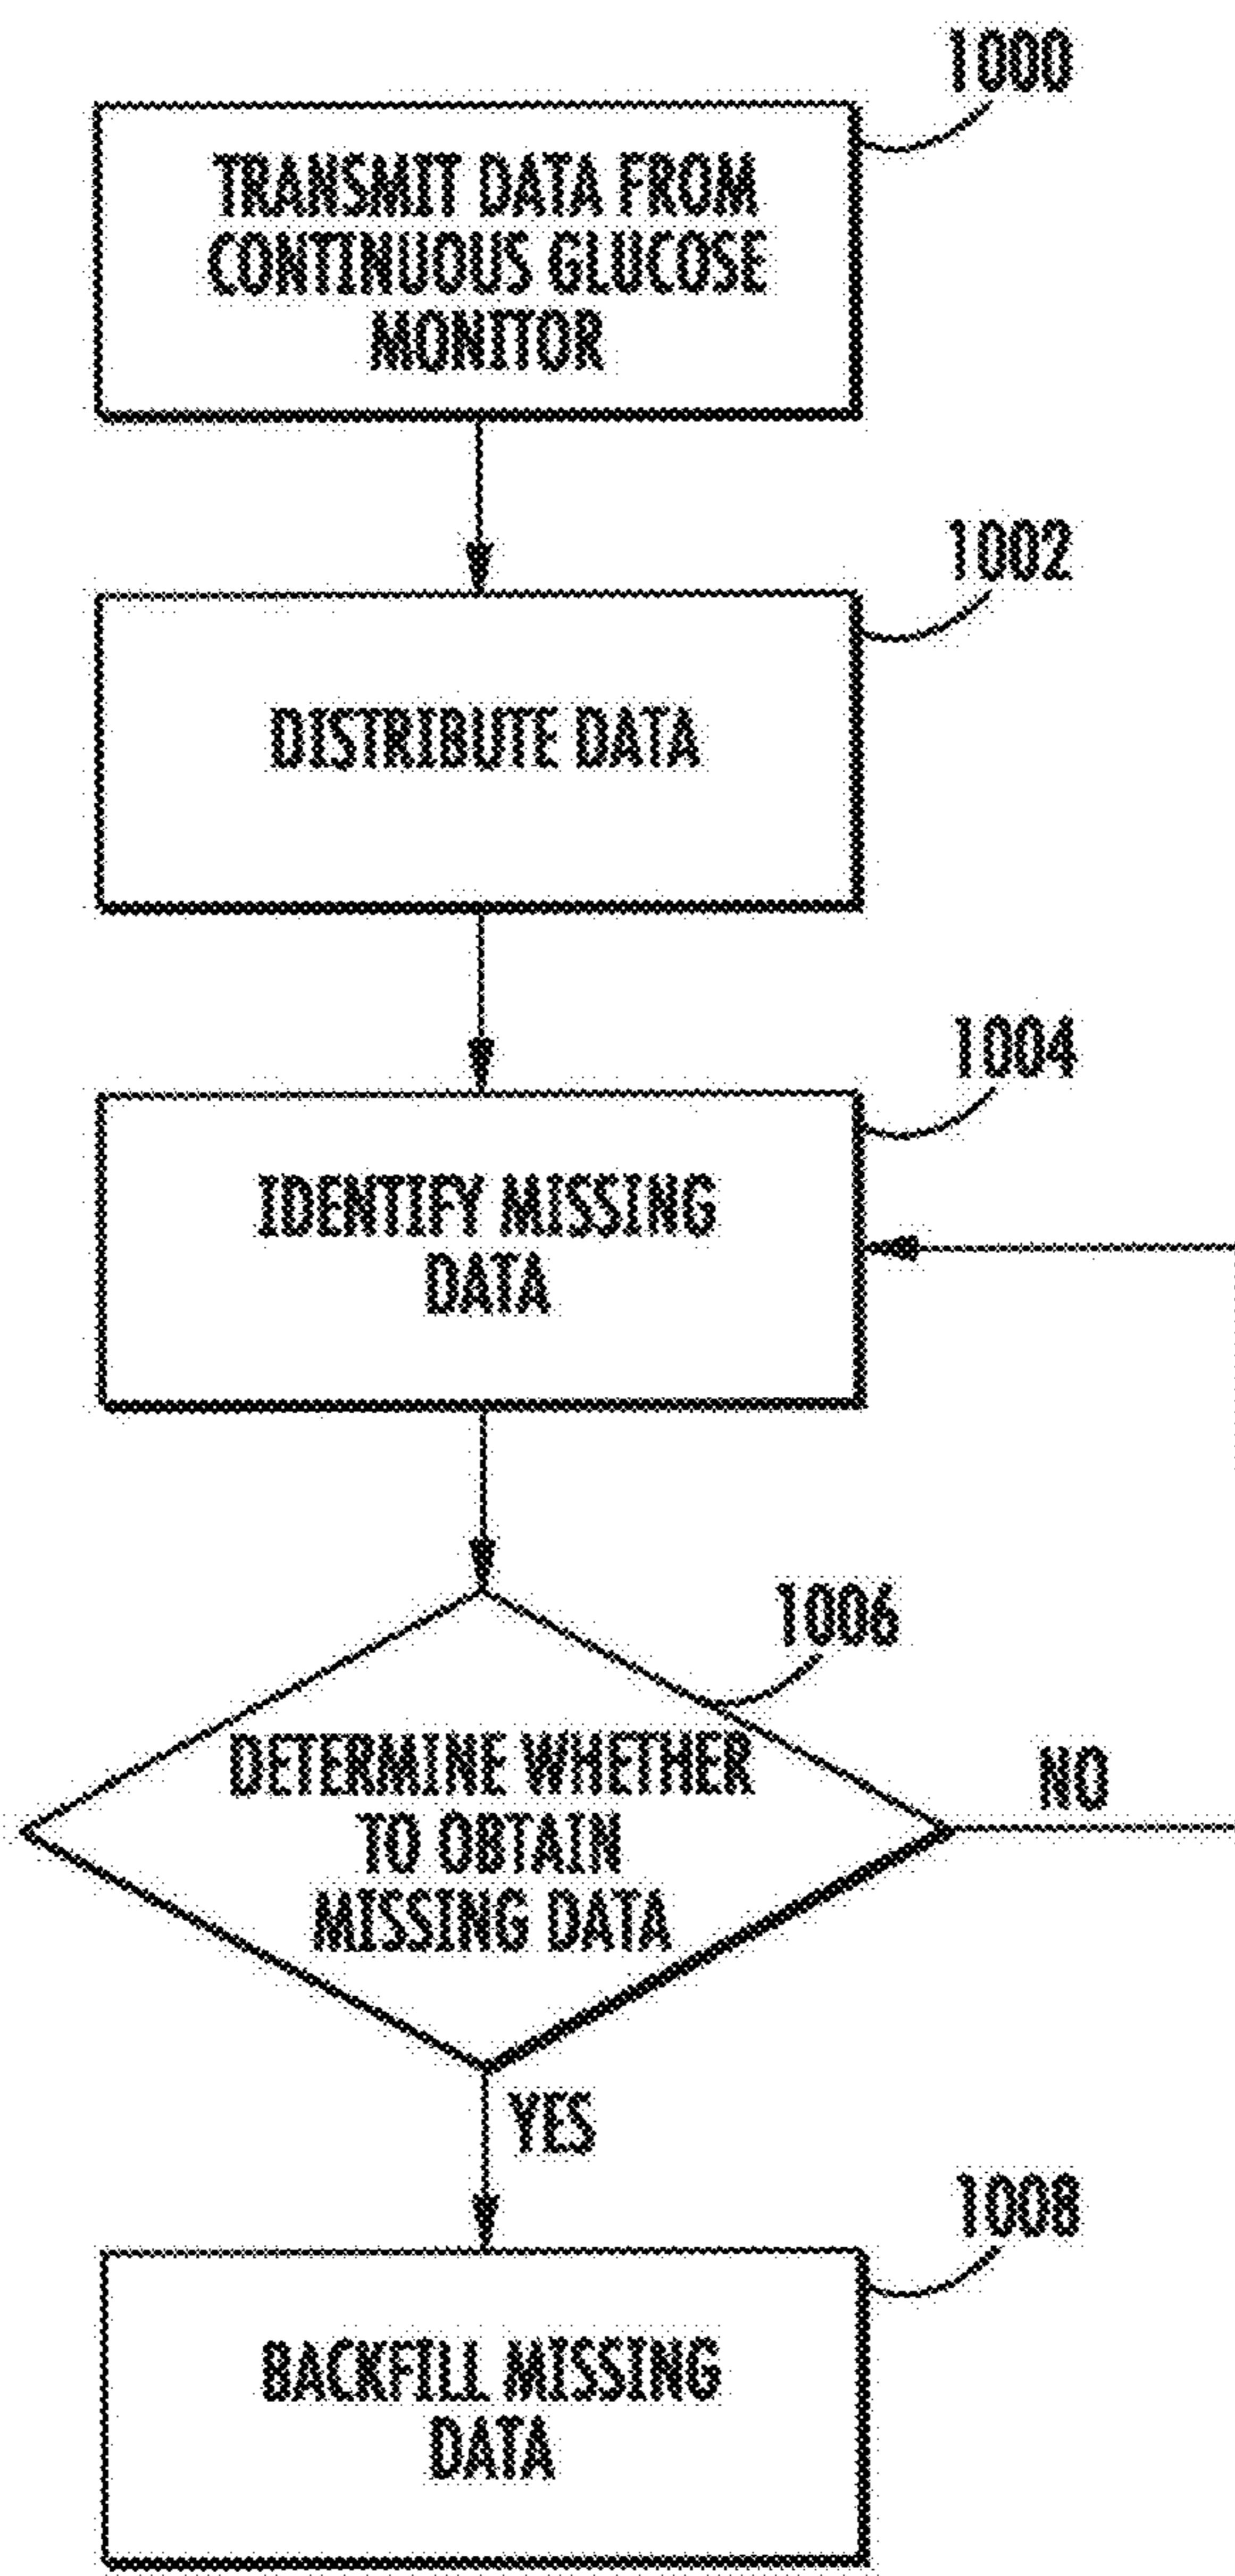 1000
TRANSMIT DATA FROM
CONTINUOUS GLUCOSE
MONITOR
1002
DISTRIBUTE DATA
1004
IDENTIFY MISSING
DATA
1006
DETERMINE WHETHER
TO OBTAIN
MISSING DATA
NO
YES
1008
BACKFILL MISSING
DATA